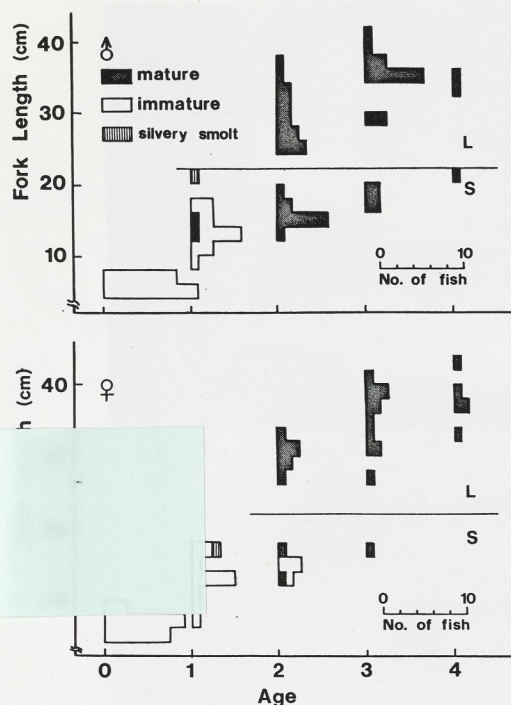 Fork Length (cm)
40
30
20
10
♂
mature
immature
silvery smolt
L
S
0 10
No. of fish
h (cm)
40
♀
L
S
0 10
No. of fish
0 1 2 3 4
Age